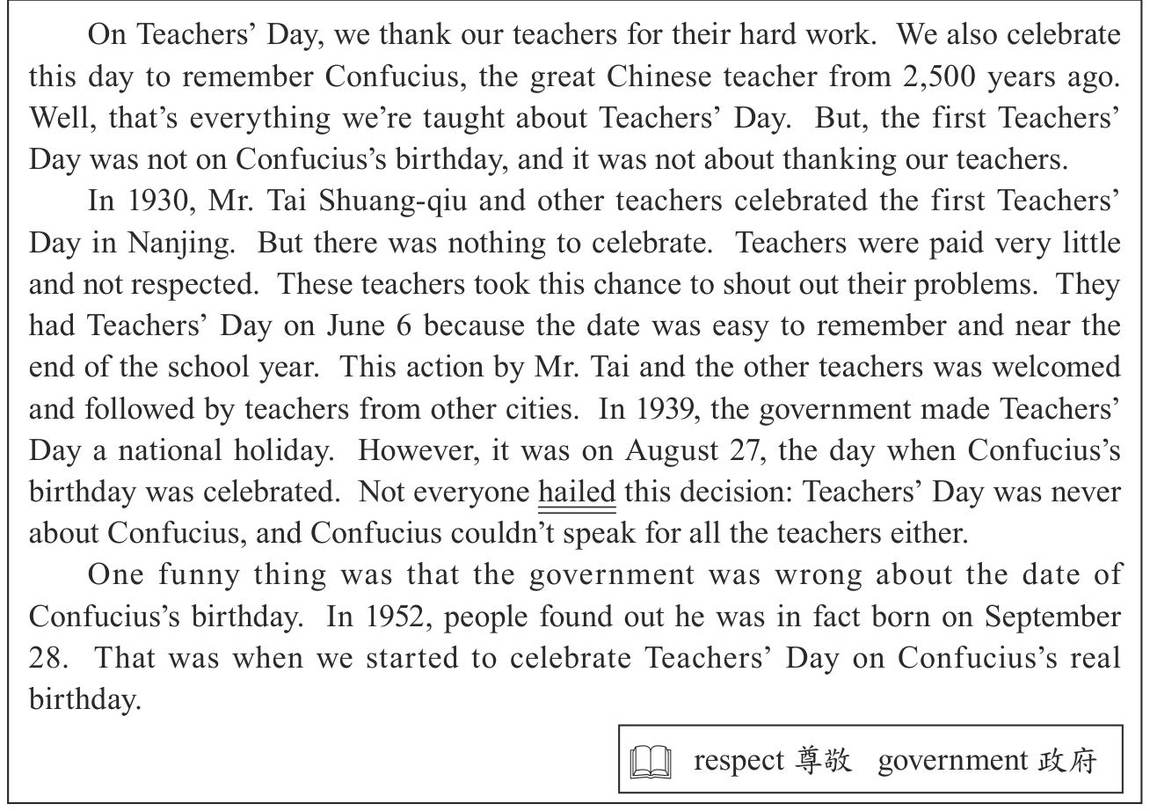 On Teachers' Day, we thank our teachers for their hard work. We also celebrate
this day to remember Confucius, the great Chinese teacher from 2,500 years ago.
Well, that's everything we're taught about Teachers' Day. But, the first Teachers'
Day was not on Confucius's birthday, and it was not about thanking our teachers.
In 1930, Mr. Tai Shuang-qiu and other teachers celebrated the first Teachers'
Day in Nanjing. But there was nothing to celebrate. Teachers were paid very little
and not respected. These teachers took this chance to shout out their problems. They
had Teachers' Day on June 6 because the date was easy to remember and near the
end of the school year. This action by Mr. Tai and the other teachers was welcomed
and followed by teachers from other cities. In 1939, the government made Teachers'
Day a national holiday. However, it was on August 27, the day when Confucius's
birthday was celebrated. Not everyone hailed this decision: Teachers' Day was never
about Confucius, and Confucius couldn't speak for all the teachers either.
One funny thing was that the government was wrong about the date of
Confucius's birthday. In 1952, people found out he was in fact born on September
28. That was when we started to celebrate Teachers' Day on Confucius's real
birthday.
respect 尊敬 government 政府